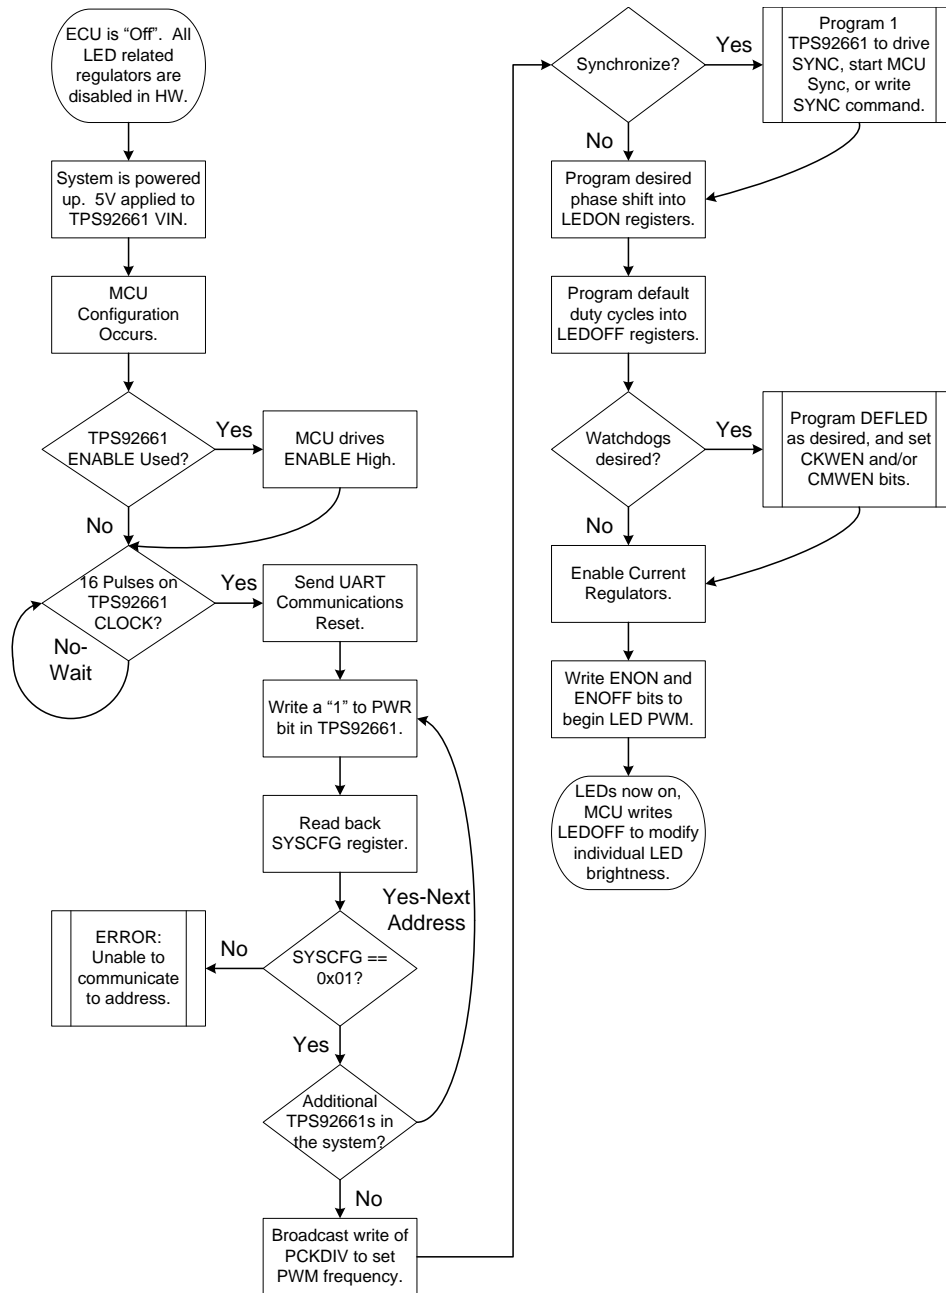 ECU is “Off”.  All
LED related
regulators are
disabled in HW.
System is powered
up.  5V applied to
TPS92661 VIN.
MCU
Configuration
Occurs.
TPS92661
ENABLE Used?
Yes
MCU drives
ENABLE High.
No
16 Pulses on
TPS92661
CLOCK?
No-
Wait
Yes
Send UART
Communications
Reset.
Write a “1” to PWR
bit in TPS92661.
Read back
SYSCFG register.
Yes-Next
Address
SYSCFG ==
0x01?
No
ERROR:
Unable to
communicate
to address.
Yes
Additional
TPS92661s in
the system?
No
Broadcast write of
PCKDIV to set
PWM frequency.
Synchronize?
Yes
Program 1
TPS92661 to drive
SYNC, start MCU
Sync, or write
SYNC command.
No
Program desired
phase shift into
LEDON registers.
Program default
duty cycles into
LEDOFF registers.
Watchdogs
desired?
Yes
Program DEFLED
as desired, and set
CKWEN and/or
CMWEN bits.
No
Enable Current
Regulators.
Write ENON and
ENOFF bits to
begin LED PWM.
LEDs now on,
MCU writes
LEDOFF to modify
individual LED
brightness.